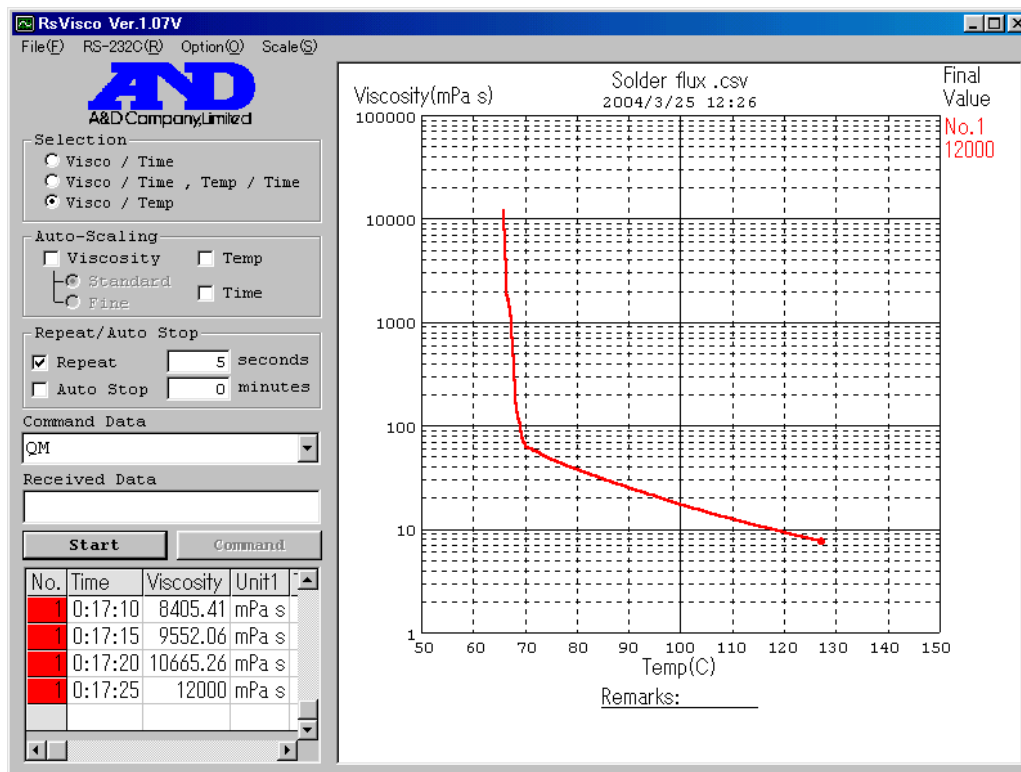 RsVisco Ver.1.07V
File(F) RS-232C(R) Option(O) Scale(S)
AND
A&D Company,Limited
Selection
Visco / Time
Visco / Time , Temp / Time
Visco / Temp
Auto-Scaling
Viscosity Temp
Standard
Time
Fine
Repeat/Auto Stop
Repeat 5 seconds
Auto Stop 0 minutes
Command Data
QM
Received Data
Start Command
No. Time Viscosity Unit1
1 0:17:10 8405.41 mPa s
1 0:17:15 9552.06 mPa s
1 0:17:20 10665.26 mPa s
1 0:17:25 12000 mPa s
Solder flux .csv
2004/3/25 12:26
Viscosity(mPa s)
Final
Value
No.1
12000
100000
10000
1000
100
10
1
50 60 70 80 90 100 110 120 130 140 150
Temp(C)
Remarks: